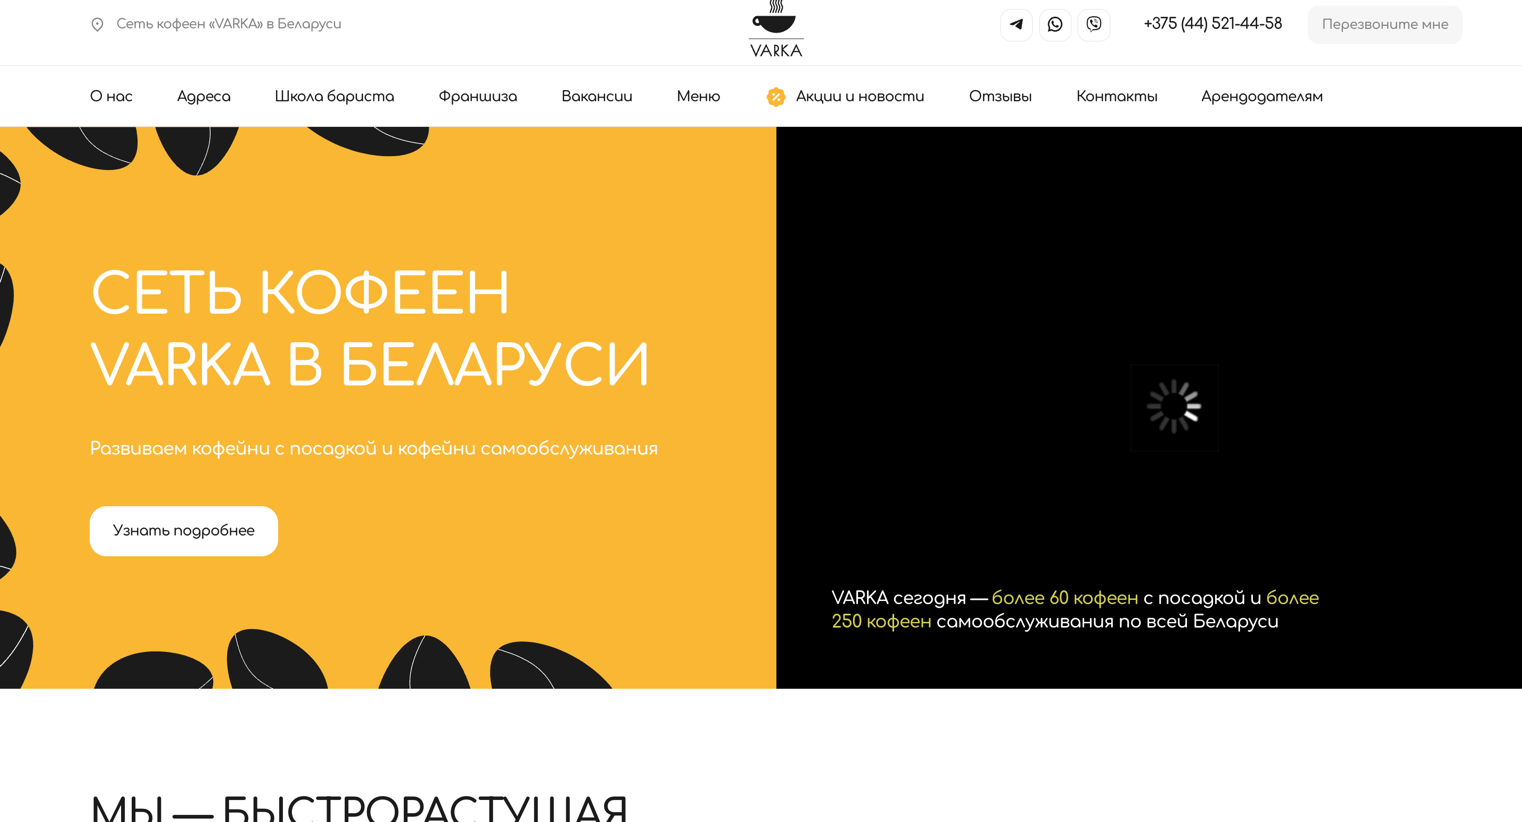 Сеть кофеен «VARKA» в Беларуси
VARKA
+375 (44) 521-44-58
Перезвоните мне
О нас
Адреса
Школа бариста
Франшиза
Вакансии
Меню
Акции и новости
Отзывы
Контакты
Арендодателям
СЕТЬ КОФЕЕН
VARKA В БЕЛАРУСИ
Развиваем кофейни с посадкой и кофейни самообслуживания
Узнать подробнее
VARKA сегодня — более 60 кофеен с посадкой и более
250 кофеен самообслуживания по всей Беларуси
МЫ — БЫСТРОРАСТУЩАЯ